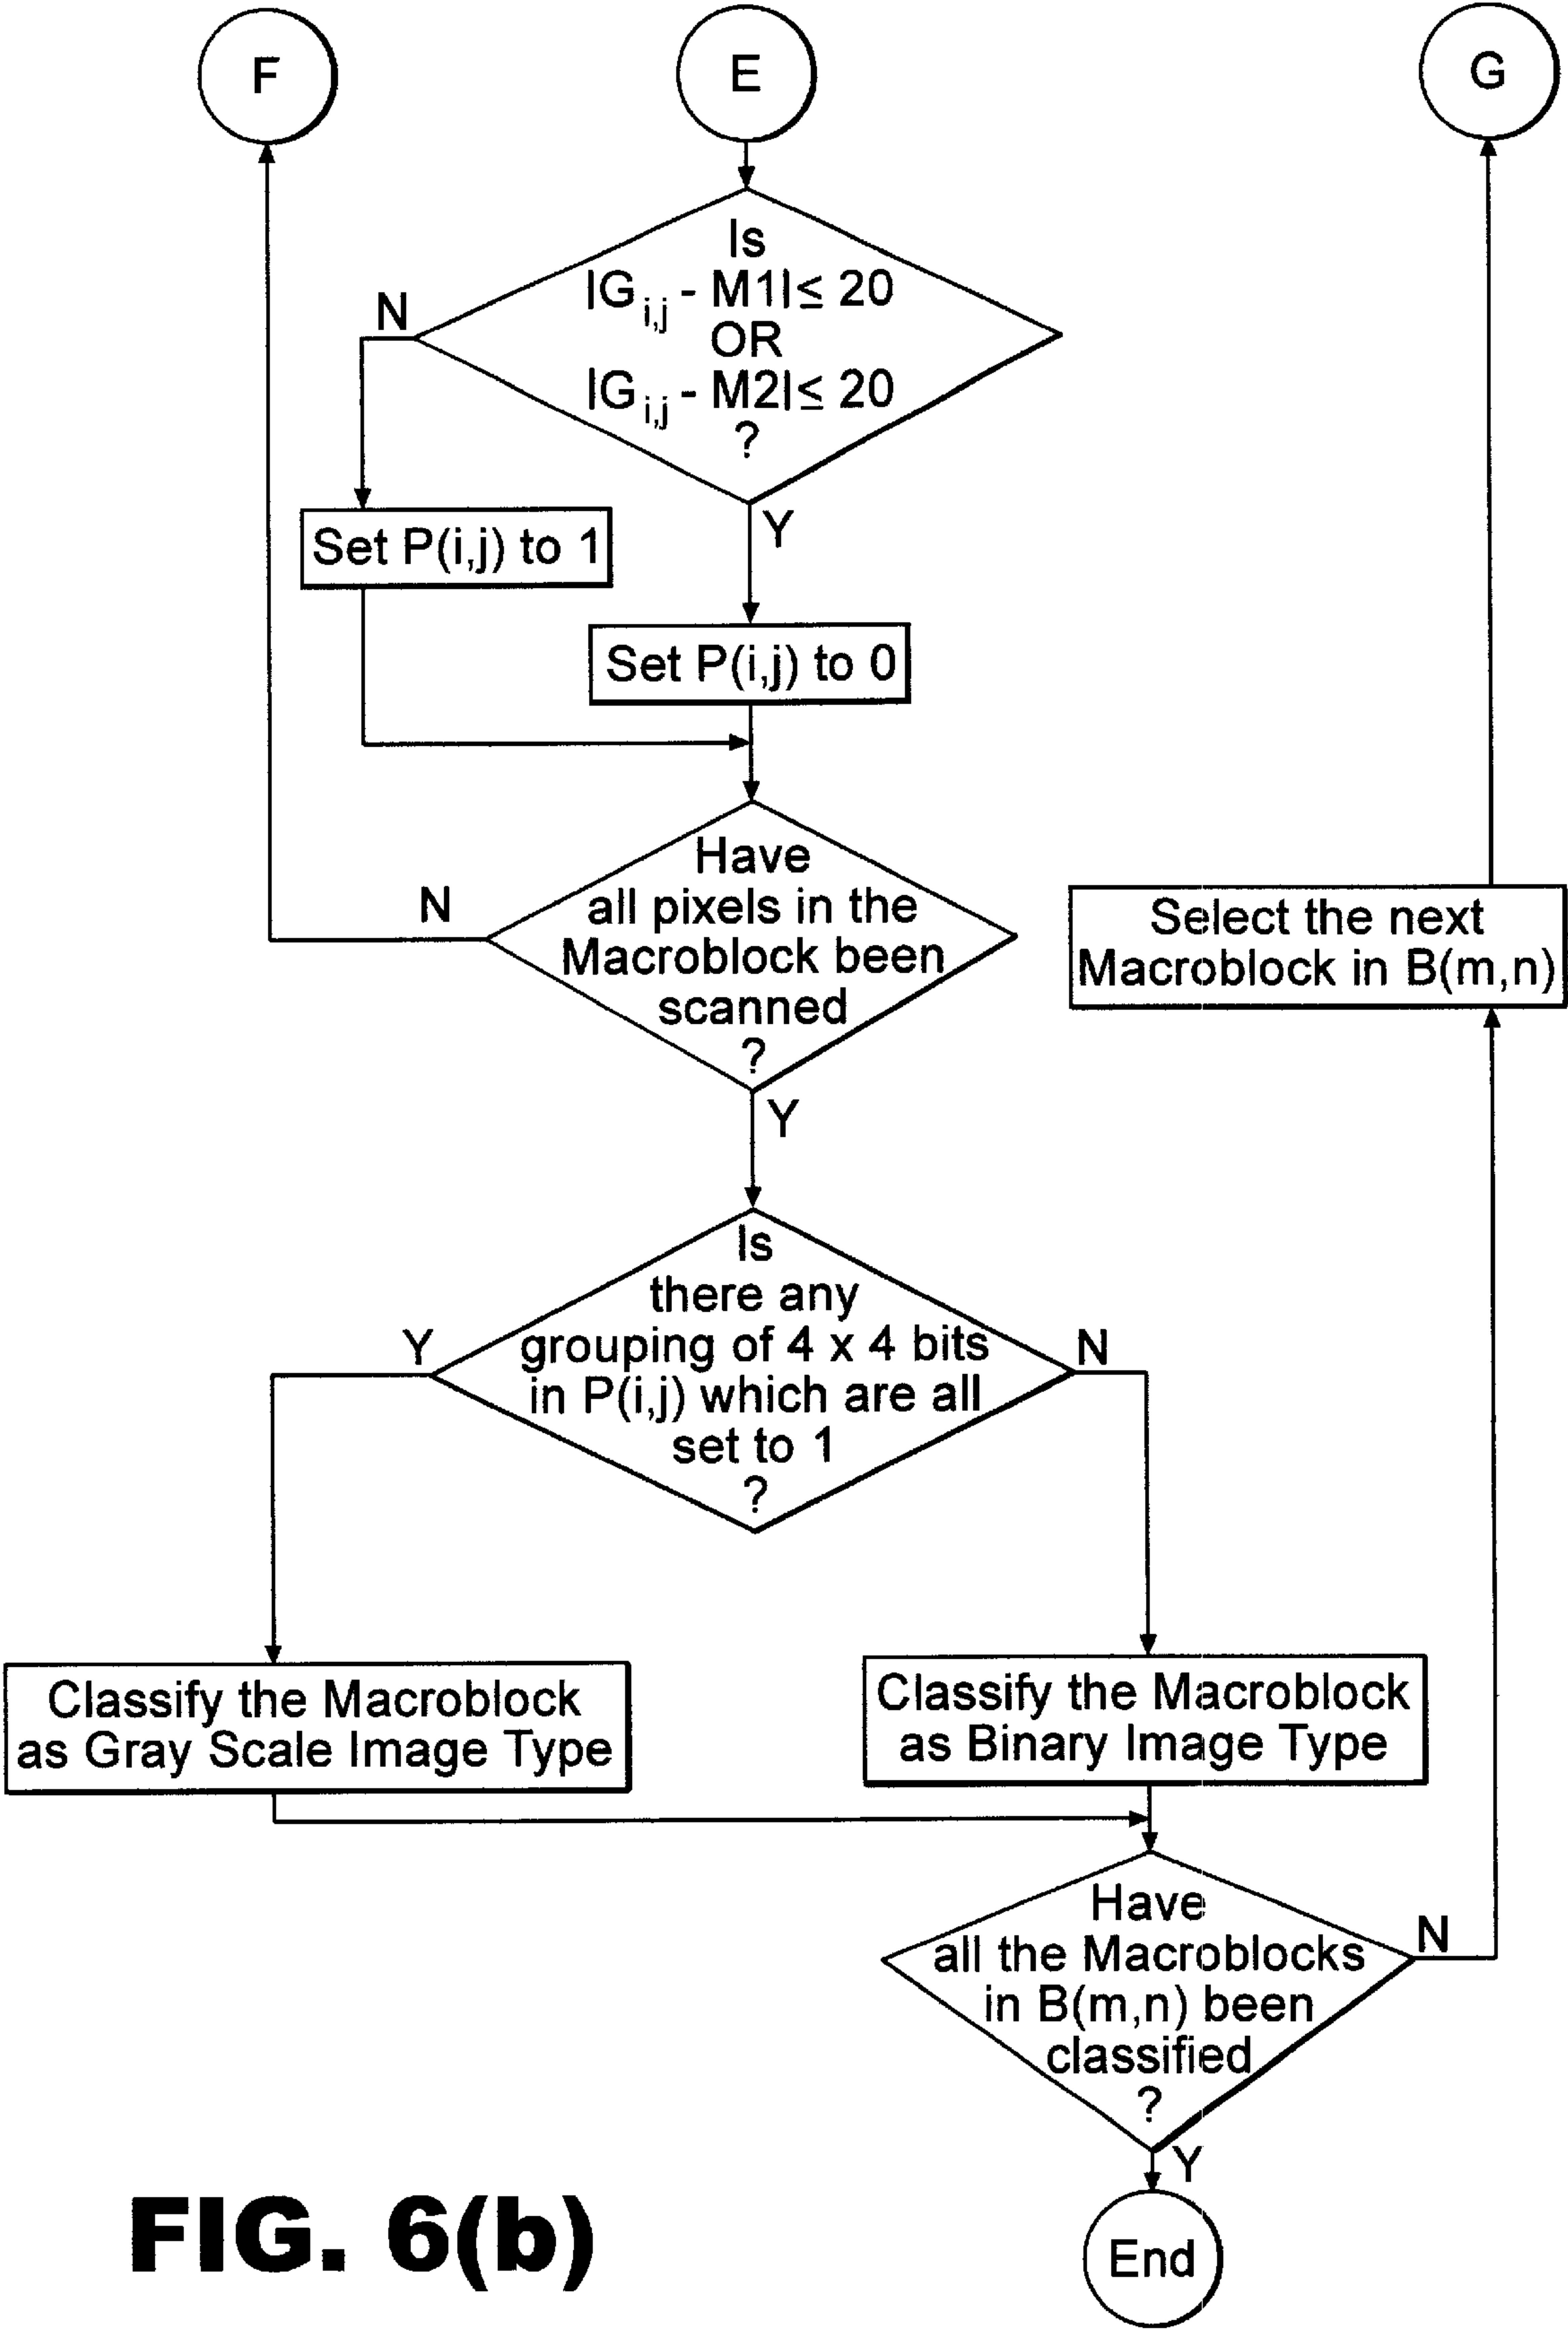 F
E
G
Is
|G i,j - M1|≤ 20
OR
|G i,j - M2|≤ 20
?
N
Y
Set P(i,j) to 1
Set P(i,j) to 0
Have
all pixels in the
Macroblock been
scanned
?
N
Y
Select the next
Macroblock in B(m,n)
Is
there any
grouping of 4 x 4 bits
in P(i,j) which are all
set to 1
?
Y
N
Classify the Macroblock
as Gray Scale Image Type
Classify the Macroblock
as Binary Image Type
Have
all the Macroblocks
in B(m,n) been
classified
?
N
Y
End
FIG. 6(b)